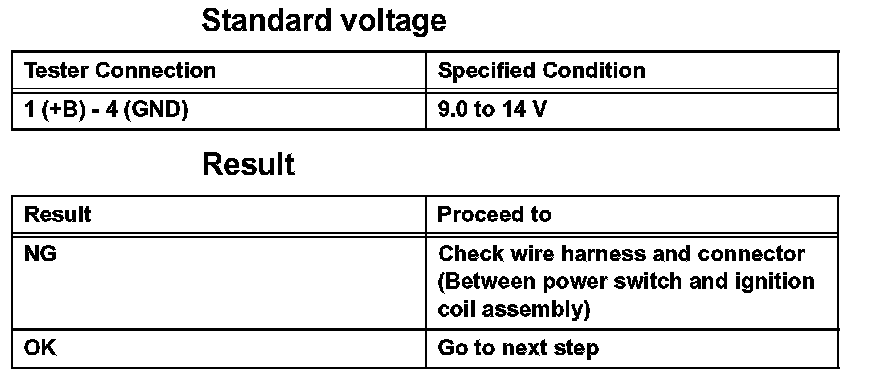 Standard voltage
Tester Connection Specified Condition
1 (+B) - 4 (GND) 9.0 to 14 V
Result
Result Proceed to
NG Check wire harness and connector
(Between power switch and ignition
coil assembly)
OK Go to next step